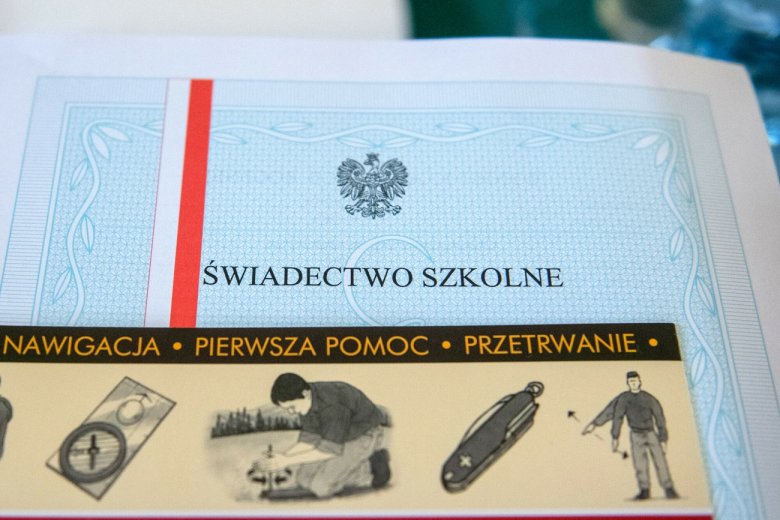 ŚWIADECTWO SZKOLNE
NAWIGACJA • PIERWSZA POMOC • PRZETRWANIE •